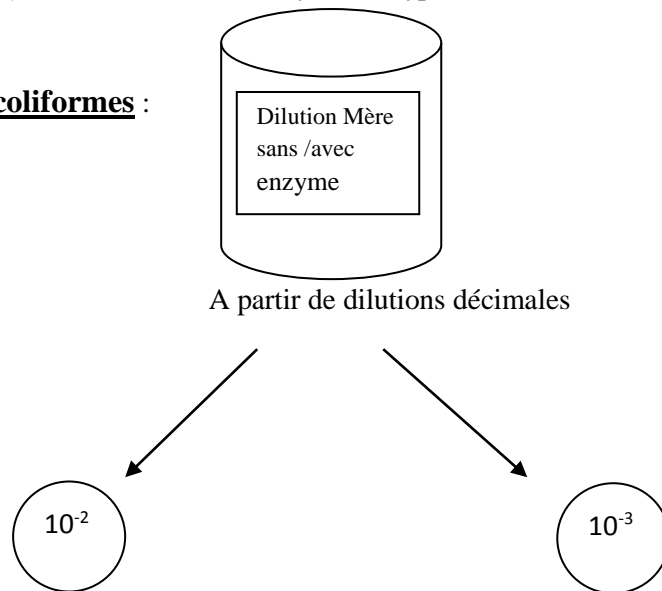 coliformes :
Dilution Mère
sans /avec
enzyme
A partir de dilutions décimales
10⁻²
10⁻³